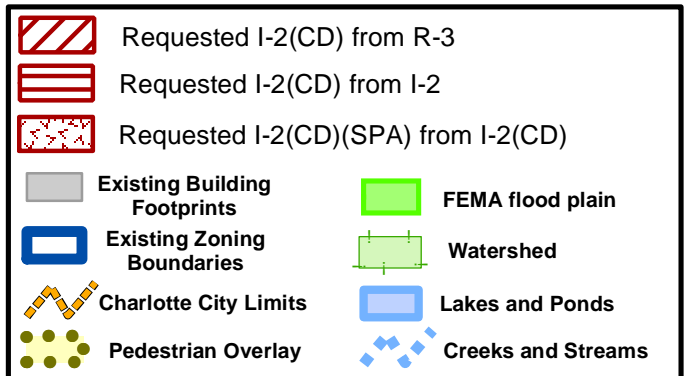 Requested I-2(CD) from R-3
Requested I-2(CD) from I-2
Requested I-2(CD)(SPA) from I-2(CD)
Existing Building
Footprints
Existing Zoning
Boundaries
Charlotte City Limits
Pedestrian Overlay
FEMA flood plain
Watershed
Lakes and Ponds
Creeks and Streams